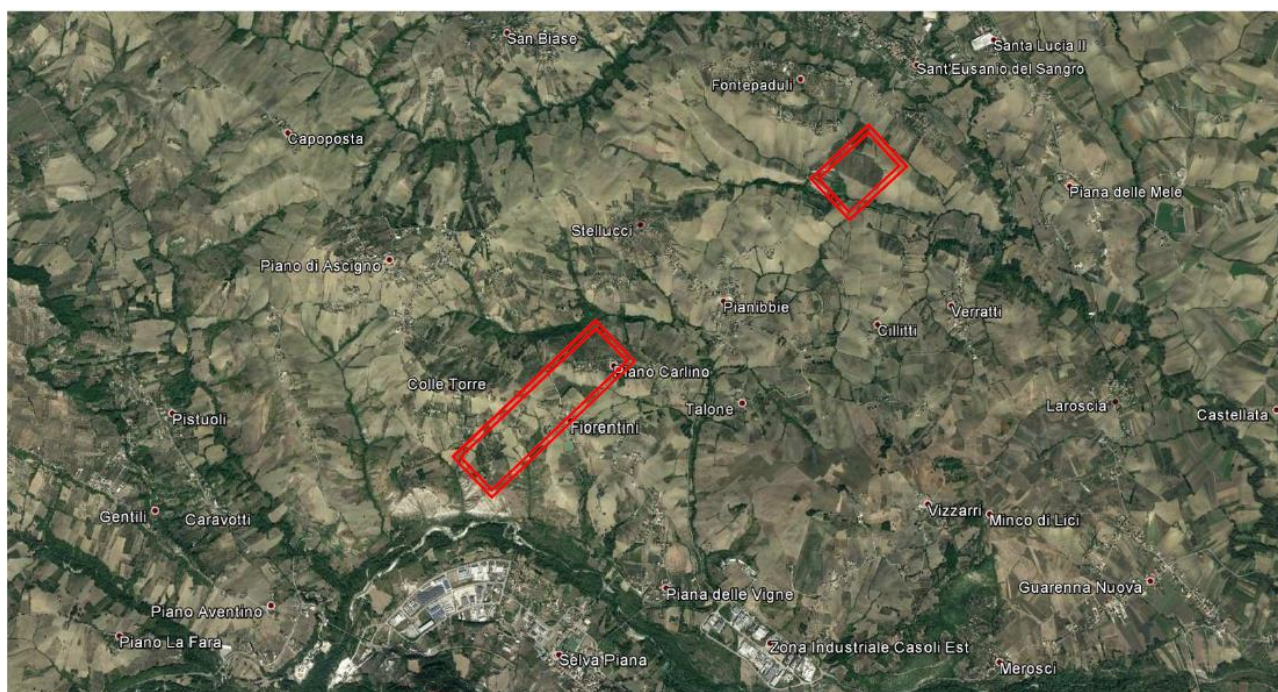 San Biase
Santa Lucia II
Sant'Eusanio del Sangro
Fontepaduli
Capoposta
Piana delle Mele
Stellucci
Piano di Ascigno
Pianibbie
Verratti
Cillitti
Piano Carlino
Colle Torre
Talone
Laroscia
Castellata
Pistuoli
Fiorentini
Gentili
Caravotti
Vizzarri
Minco di Lici
Guarenna Nuova
Piana delle Vigne
Piano Aventino
Piano La Fara
Selva Piana
Zona Industriale Casoli Est
Merosci